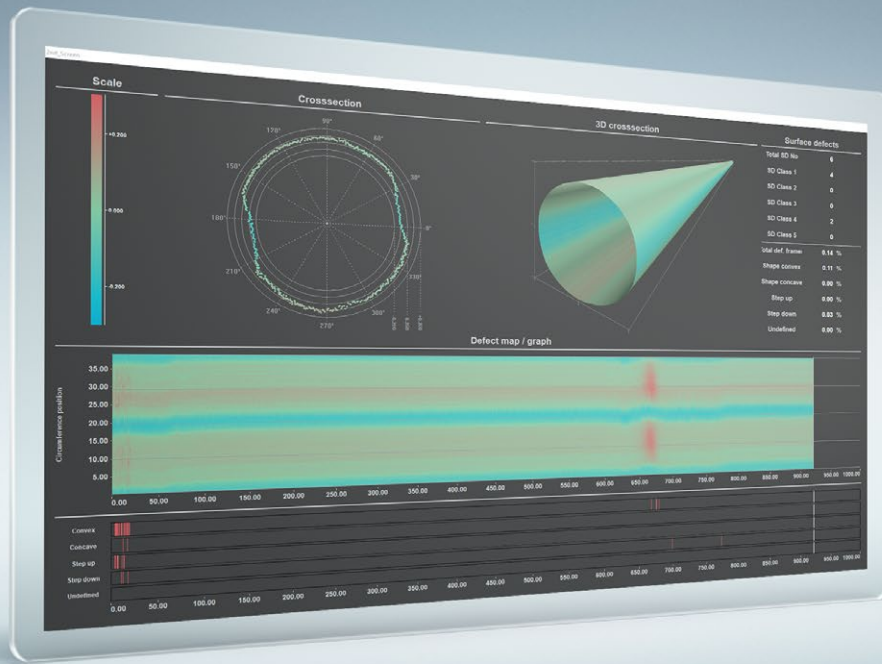 Scale
+0.200
0.000
-0.200
Crosssection
90°
60°
30°
0°
330°
300°
270°
240°
210°
150°
3D crosssection
Surface defects
Total SD No 6
SD Class 1 4
SD Class 2 0
SD Class 3 0
SD Class 4 2
SD Class 5 0
Total def. frame 0.14 %
Shape convex 0.11 %
Shape concave 0.00 %
Step up 0.00 %
Step down 0.03 %
Undefined 0.00 %
Defect map / graph
Circumference position
35.00
30.00
25.00
20.00
15.00
10.00
5.00
0.00 50.00 100.00 150.00 200.00 250.00 300.00 350.00 400.00 450.00 500.00 550.00 600.00 650.00 700.00 750.00 800.00 850.00 900.00 950.00 1000.00
Convex
Concave
Step up
Step down
Undefined
0.00 50.00 100.00 150.00 200.00 250.00 300.00 350.00 400.00 450.00 500.00 550.00 600.00 650.00 700.00 750.00 800.00 850.00 900.00 950.00 1000.00